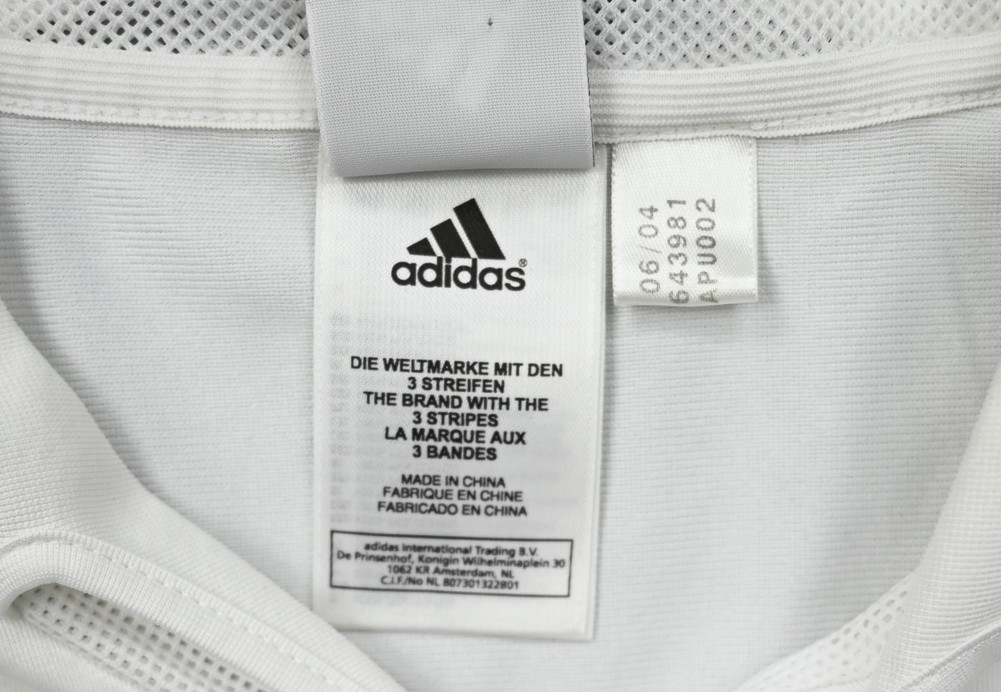 adidas®
DIE WELTMARKE MIT DEN
3 STREIFEN
THE BRAND WITH THE
3 STRIPES
LA MARQUE AUX
3 BANDES
MADE IN CHINA
FABRIQUE EN CHINE
FABRICADO EN CHINA
adidas International Trading B.V.
De Prinsenhof, Konigin Wilhelminaplein 30
1062 KR Amsterdam, NL
C.I.F./No NL 807301322801
06/04
643981
APU002